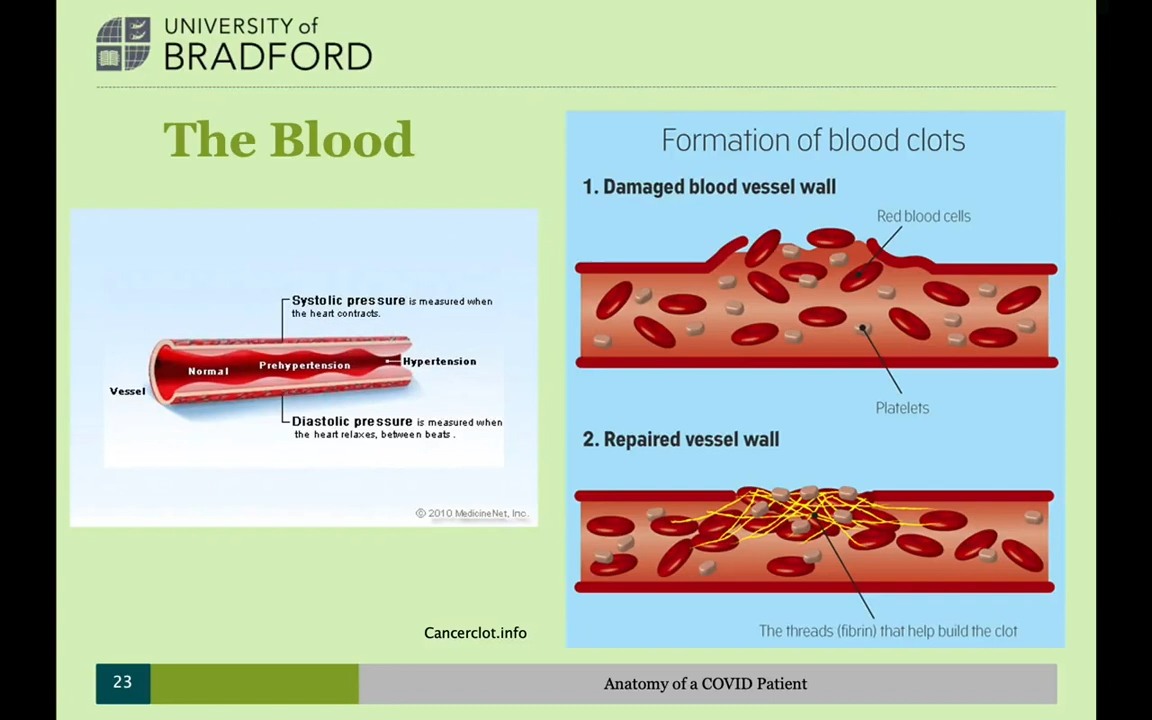 UNIVERSITY of
BRADFORD
The Blood
Systolic pressure is measured when
the heart contracts.
Normal
Prehypertension
Hypertension
Vessel
Diastolic pressure is measured when
the heart relaxes, between beats .
© 2010 MedicineNet, Inc.
Cancerclot.info
Formation of blood clots
1. Damaged blood vessel wall
Red blood cells
Platelets
2. Repaired vessel wall
The threads (fibrin) that help build the clot
23
Anatomy of a COVID Patient